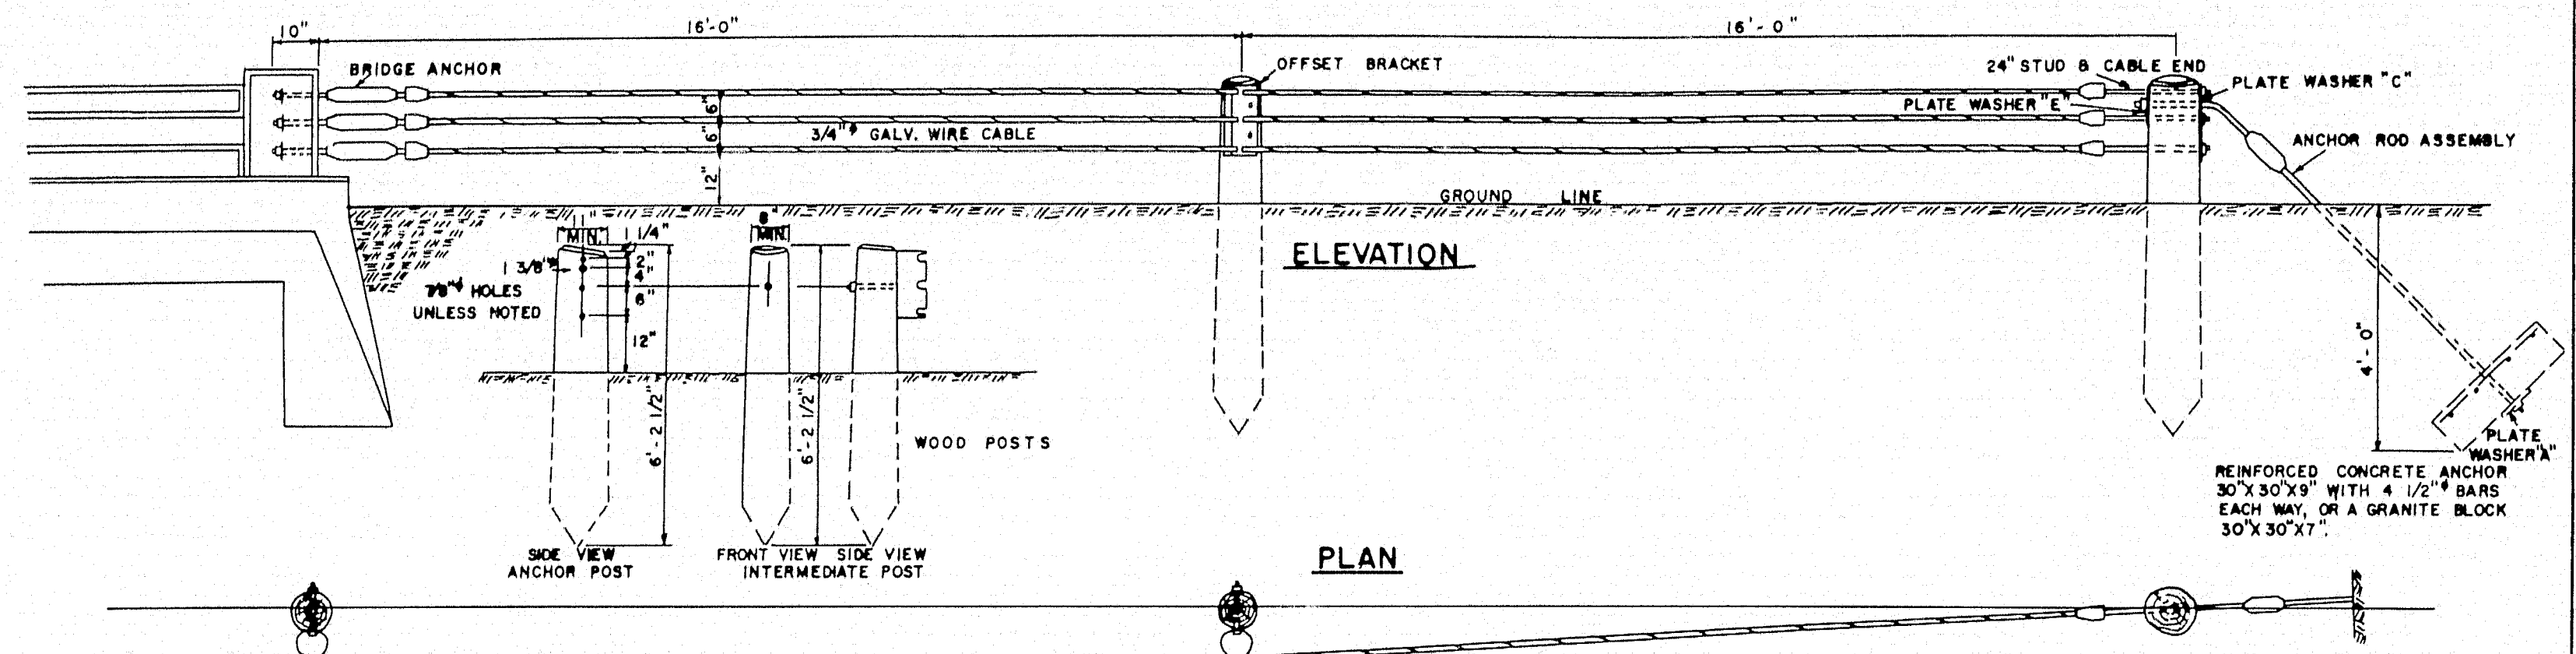 10"
16'-0"
16'-0"
BRIDGE ANCHOR
OFFSET BRACKET
24" STUD & CABLE END
PLATE WASHER "C"
PLATE WASHER "E"
6"
6"
3/4"ϕ GALV. WIRE CABLE
ANCHOR ROD ASSEMBLY
12"
GROUND LINE
MIN.
1/4"
8"
MIN.
ELEVATION
1 3/8"ϕ
2"
4"
6"
7/8"ϕ HOLES
UNLESS NOTED
12"
4'-0"
6'-2 1/2"
6'-2 1/2"
WOOD POSTS
PLATE
WASHER "A"
REINFORCED CONCRETE ANCHOR
30"X30"X9" WITH 4 1/2"ϕ BARS
EACH WAY, OR A GRANITE BLOCK
30"X30"X7".
SIDE VIEW
ANCHOR POST
FRONT VIEW SIDE VIEW
INTERMEDIATE POST
PLAN